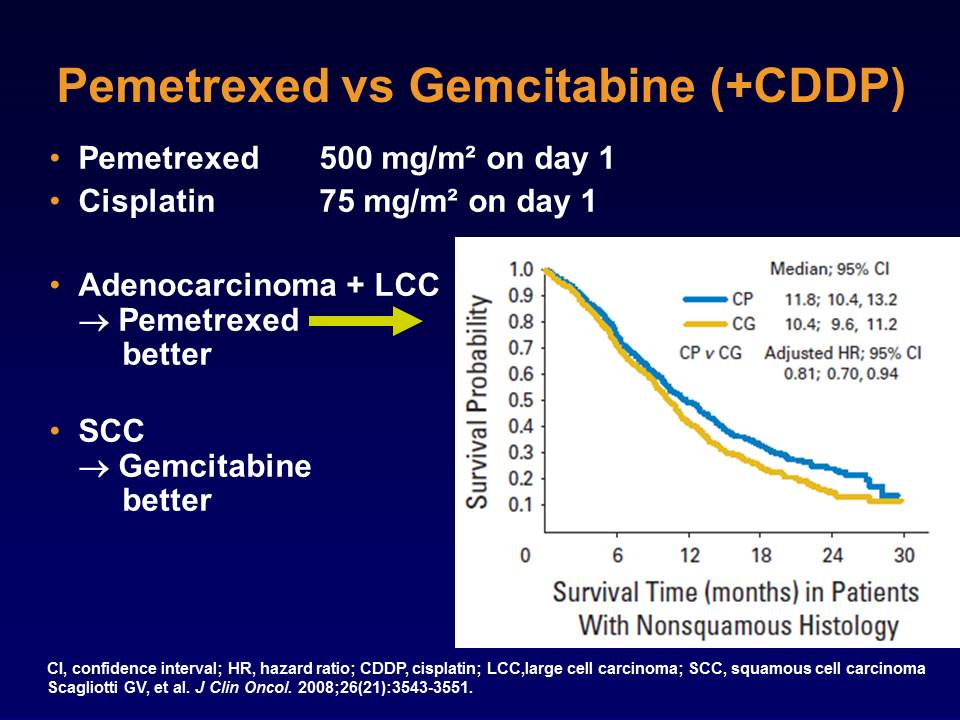 Pemetrexed vs Gemcitabine (+CDDP)
• Pemetrexed 500 mg/m² on day 1
• Cisplatin 75 mg/m² on day 1
• Adenocarcinoma + LCC
→ Pemetrexed
better
• SCC
→ Gemcitabine
better
Median; 95% CI
CP 11.8; 10.4, 13.2
CG 10.4; 9.6, 11.2
CP v CG Adjusted HR; 95% CI
0.81; 0.70, 0.94
Survival Probability
1.0
0.9
0.8
0.7
0.6
0.5
0.4
0.3
0.2
0.1
0 6 12 18 24 30
Survival Time (months) in Patients
With Nonsquamous Histology
CI, confidence interval; HR, hazard ratio; CDDP, cisplatin; LCC,large cell carcinoma; SCC, squamous cell carcinoma
Scagliotti GV, et al. J Clin Oncol. 2008;26(21):3543-3551.